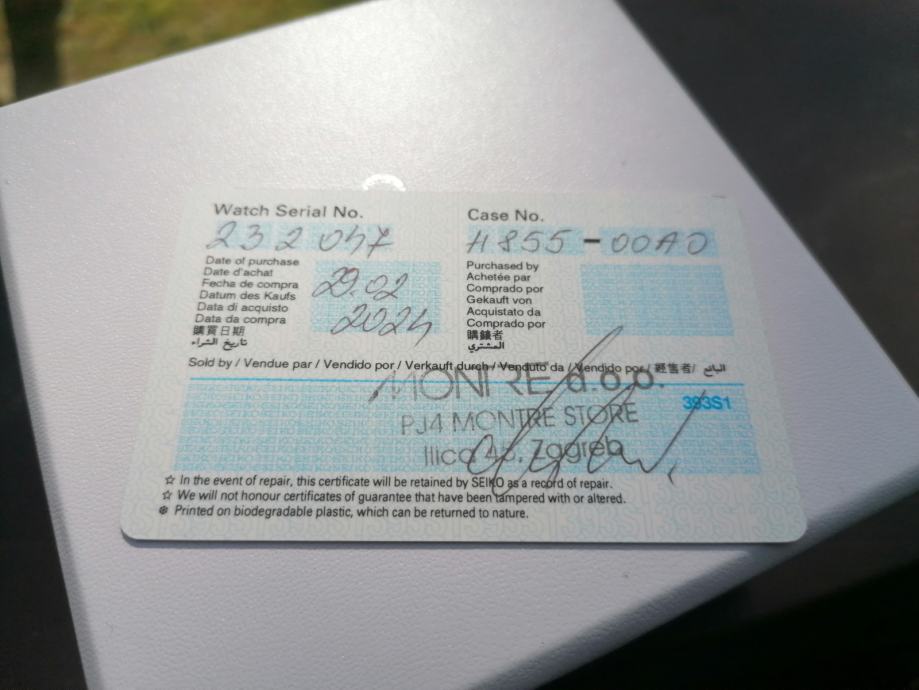 Watch Serial No.
232047
Date of purchase
Date d'achat
Fecha de compra
Datum des Kaufs
Data di acquisto
Data da compra
購買日期
تاريخ الشراء
29.02
2024
Case No.
H855-00A0
Purchased by
Achetée par
Comprado por
Gekauft von
Acquistato da
Comprado por
購錶者
المشتري
Sold by / Vendue par / Vendido por / Verkauft durch / Venduto da / Vendido por / 經售者/ البائع
MONTRE d.o.o.
393S1
PJ4 MONTRE STORE
Ilica Zagreb
☆ In the event of repair, this certificate will be retained by SEIKO as a record of repair.
☆ We will not honour certificates of guarantee that have been tampered with or altered.
❅ Printed on biodegradable plastic, which can be returned to nature.